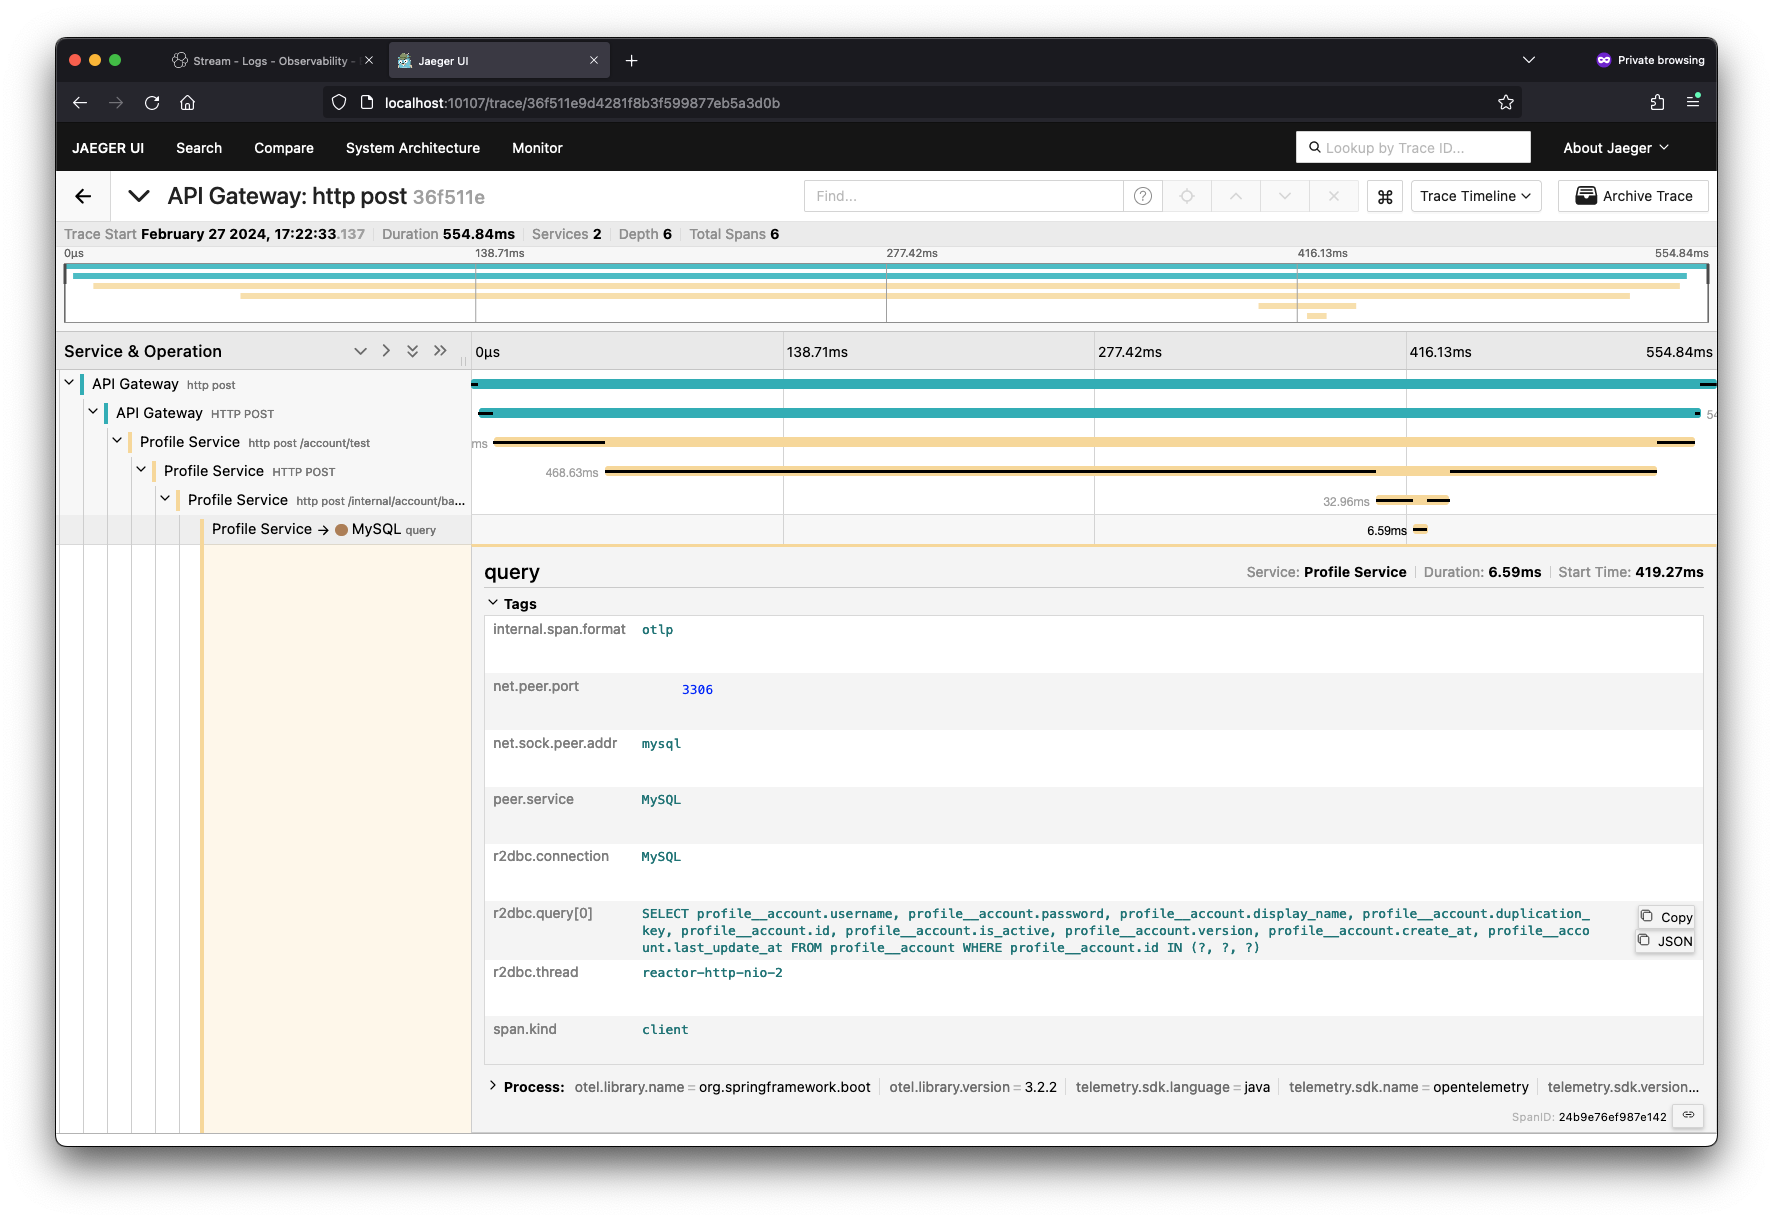 Stream - Logs - Observability -
Jaeger UI
Private browsing
localhost:10107/trace/36f511e9d4281f8b3f599877eb5a3d0b
JAEGER UI Search Compare System Architecture Monitor Lookup by Trace ID... About Jaeger
API Gateway: http post 36f511e Find... Trace Timeline Archive Trace
Trace Start February 27 2024, 17:22:33.137 Duration 554.84ms Services 2 Depth 6 Total Spans 6
0μs 138.71ms 277.42ms 416.13ms 554.84ms
Service & Operation 0μs 138.71ms 277.42ms 416.13ms 554.84ms
API Gateway http post
API Gateway HTTP POST 54
Profile Service http post /account/test ms
Profile Service HTTP POST 468.63ms
Profile Service http post /internal/account/ba... 32.96ms
Profile Service → MySQL query 6.59ms
query Service: Profile Service Duration: 6.59ms Start Time: 419.27ms
Tags
internal.span.format otlp
net.peer.port 3306
net.sock.peer.addr mysql
peer.service MySQL
r2dbc.connection MySQL
r2dbc.query[0] SELECT profile__account.username, profile__account.password, profile__account.display_name, profile__account.duplication_ Copy
key, profile__account.id, profile__account.is_active, profile__account.version, profile__account.create_at, profile__acco
unt.last_update_at FROM profile__account WHERE profile__account.id IN (?, ?, ?) JSON
r2dbc.thread reactor-http-nio-2
span.kind client
Process: otel.library.name = org.springframework.boot otel.library.version = 3.2.2 telemetry.sdk.language = java telemetry.sdk.name = opentelemetry telemetry.sdk.version...
SpanID: 24b9e76ef987e142